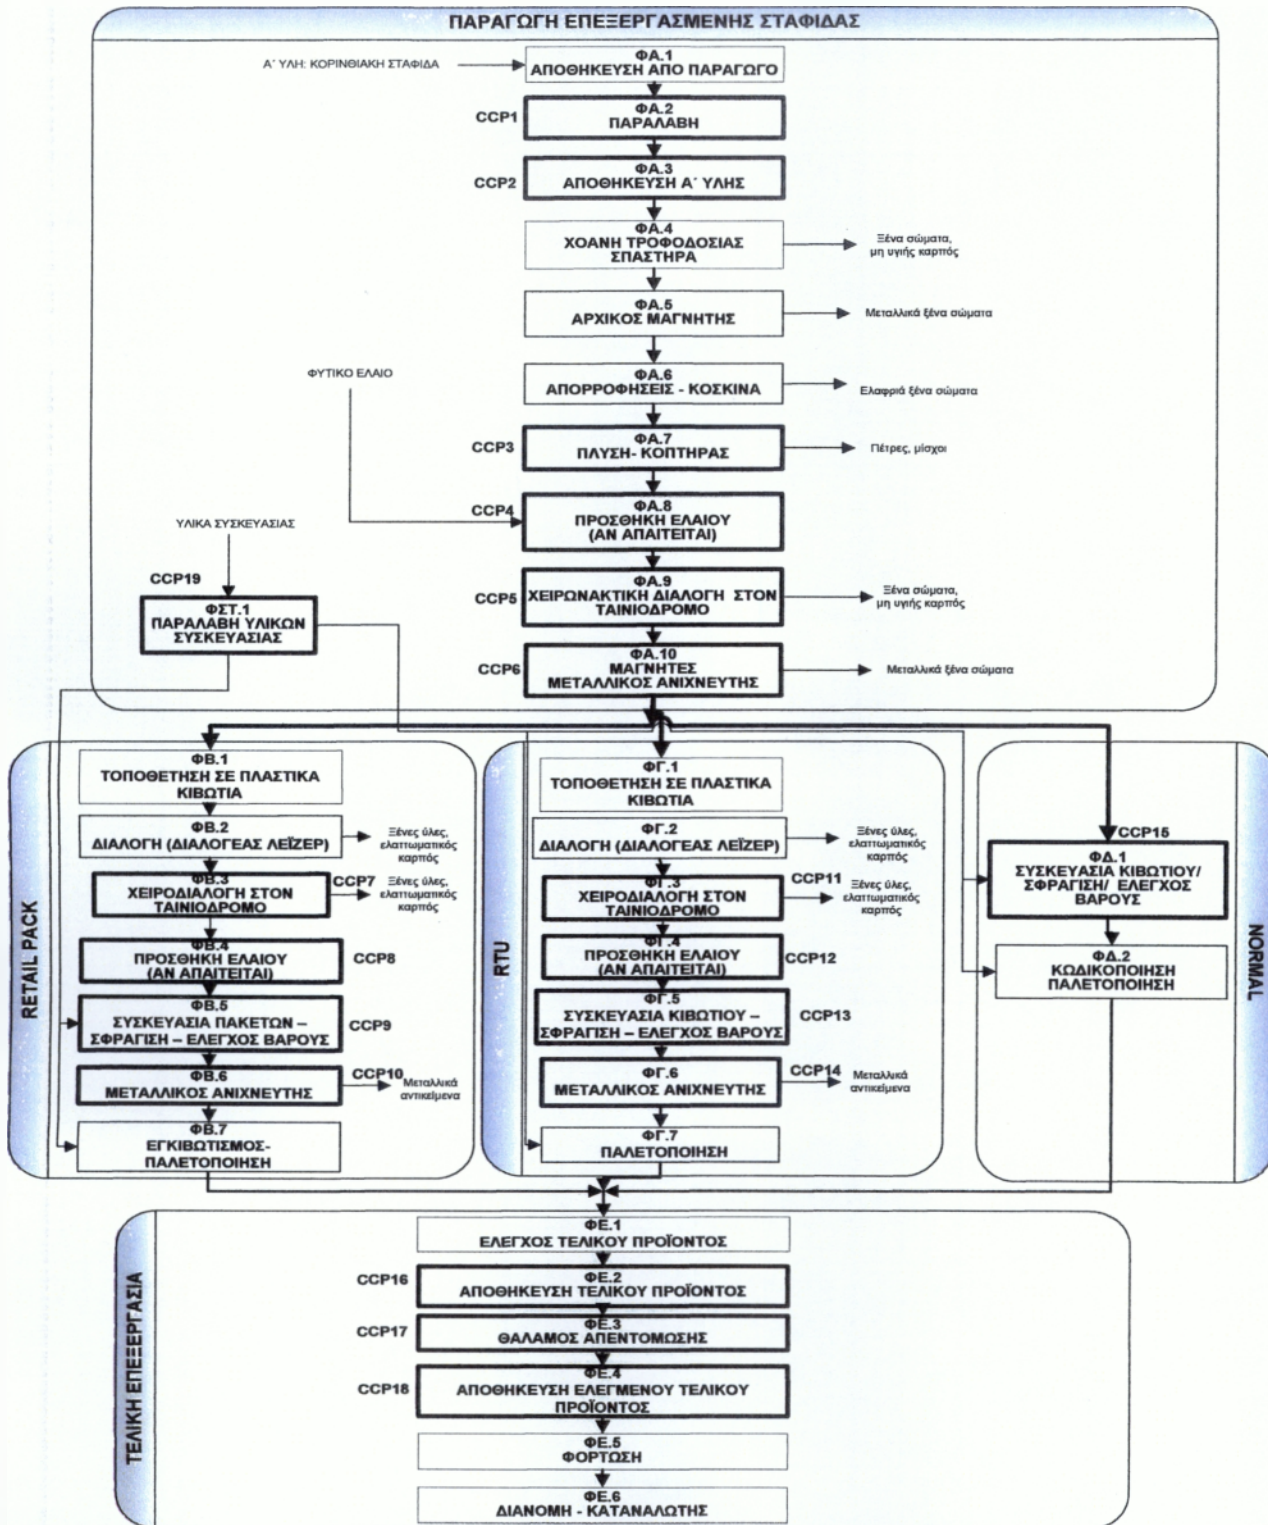 ΠΑΡΑΓΩΓΗ ΕΠΕΞΕΡΓΑΣΜΕΝΗΣ ΣΤΑΦΙΔΑΣ
Α΄ ΥΛΗ: ΚΟΡΙΝΘΙΑΚΗ ΣΤΑΦΙΔΑ
ΦΑ.1
ΑΠΟΘΗΚΕΥΣΗ ΑΠΟ ΠΑΡΑΓΩΓΟ
CCP1
ΦΑ.2
ΠΑΡΑΛΑΒΗ
CCP2
ΦΑ.3
ΑΠΟΘΗΚΕΥΣΗ Α΄ ΥΛΗΣ
ΦΑ.4
ΧΟΑΝΗ ΤΡΟΦΟΔΟΣΙΑΣ
ΣΠΑΣΤΗΡΑ
Ξένα σώματα,
μη υγιής καρπός
ΦΑ.5
ΑΡΧΙΚΟΣ ΜΑΓΝΗΤΗΣ
Μεταλλικά ξένα σώματα
ΦΑ.6
ΑΠΟΡΡΟΦΗΣΕΙΣ - ΚΟΣΚΙΝΑ
Ελαφριά ξένα σώματα
ΦΥΤΙΚΟ ΕΛΑΙΟ
CCP3
ΦΑ.7
ΠΛΥΣΗ- ΚΟΠΤΗΡΑΣ
Πέτρες, μίσχοι
CCP4
ΦΑ.8
ΠΡΟΣΘΗΚΗ ΕΛΑΙΟΥ
(ΑΝ ΑΠΑΙΤΕΙΤΑΙ)
ΥΛΙΚΑ ΣΥΣΚΕΥΑΣΙΑΣ
CCP19
ΦΣΤ.1
ΠΑΡΑΛΑΒΗ ΥΛΙΚΩΝ
ΣΥΣΚΕΥΑΣΙΑΣ
CCP5
ΦΑ.9
ΧΕΙΡΩΝΑΚΤΙΚΗ ΔΙΑΛΟΓΗ ΣΤΟΝ
ΤΑΙΝΙΟΔΡΟΜΟ
Ξένα σώματα,
μη υγιής καρπός
CCP6
ΦΑ.10
ΜΑΓΝΗΤΕΣ
ΜΕΤΑΛΛΙΚΟΣ ΑΝΙΧΝΕΥΤΗΣ
Μεταλλικά ξένα σώματα
RETAIL PACK
ΦΒ.1
ΤΟΠΟΘΕΤΗΣΗ ΣΕ ΠΛΑΣΤΙΚΑ
ΚΙΒΩΤΙΑ
ΦΒ.2
ΔΙΑΛΟΓΗ (ΔΙΑΛΟΓΕΑΣ ΛΕΪΖΕΡ)
Ξένες ύλες,
ελαττωματικός
καρπός
ΦΒ.3
ΧΕΙΡΟΔΙΑΛΟΓΗ ΣΤΟΝ
ΤΑΙΝΙΟΔΡΟΜΟ
CCP7
Ξένες ύλες,
ελαττωματικός
καρπός
ΦΒ.4
ΠΡΟΣΘΗΚΗ ΕΛΑΙΟΥ
(ΑΝ ΑΠΑΙΤΕΙΤΑΙ)
CCP8
ΦΒ.5
ΣΥΣΚΕΥΑΣΙΑ ΠΑΚΕΤΩΝ –
ΣΦΡΑΓΙΣΗ – ΕΛΕΓΧΟΣ ΒΑΡΟΥΣ
CCP9
ΦΒ.6
ΜΕΤΑΛΛΙΚΟΣ ΑΝΙΧΝΕΥΤΗΣ
CCP10
Μεταλλικά
αντικείμενα
ΦΒ.7
ΕΓΚΙΒΩΤΙΣΜΟΣ-
ΠΑΛΕΤΟΠΟΙΗΣΗ
RTU
ΦΓ.1
ΤΟΠΟΘΕΤΗΣΗ ΣΕ ΠΛΑΣΤΙΚΑ
ΚΙΒΩΤΙΑ
ΦΓ.2
ΔΙΑΛΟΓΗ (ΔΙΑΛΟΓΕΑΣ ΛΕΪΖΕΡ)
Ξένες ύλες,
ελαττωματικός
καρπός
ΦΓ.3
ΧΕΙΡΟΔΙΑΛΟΓΗ ΣΤΟΝ
ΤΑΙΝΙΟΔΡΟΜΟ
CCP11
Ξένες ύλες,
ελαττωματικός
καρπός
ΦΓ.4
ΠΡΟΣΘΗΚΗ ΕΛΑΙΟΥ
(ΑΝ ΑΠΑΙΤΕΙΤΑΙ)
CCP12
ΦΓ.5
ΣΥΣΚΕΥΑΣΙΑ ΚΙΒΩΤΙΟΥ –
ΣΦΡΑΓΙΣΗ – ΕΛΕΓΧΟΣ ΒΑΡΟΥΣ
CCP13
ΦΓ.6
ΜΕΤΑΛΛΙΚΟΣ ΑΝΙΧΝΕΥΤΗΣ
CCP14
Μεταλλικά
αντικείμενα
ΦΓ.7
ΠΑΛΕΤΟΠΟΙΗΣΗ
NORMAL
CCP15
ΦΔ.1
ΣΥΣΚΕΥΑΣΙΑ ΚΙΒΩΤΙΟΥ/
ΣΦΡΑΓΙΣΗ/ ΕΛΕΓΧΟΣ
ΒΑΡΟΥΣ
ΦΔ.2
ΚΩΔΙΚΟΠΟΙΗΣΗ
ΠΑΛΕΤΟΠΟΙΗΣΗ
ΤΕΛΙΚΗ ΕΠΕΞΕΡΓΑΣΙΑ
ΦΕ.1
ΕΛΕΓΧΟΣ ΤΕΛΙΚΟΥ ΠΡΟΪΟΝΤΟΣ
CCP16
ΦΕ.2
ΑΠΟΘΗΚΕΥΣΗ ΤΕΛΙΚΟΥ ΠΡΟΪΟΝΤΟΣ
CCP17
ΦΕ.3
ΘΑΛΑΜΟΣ ΑΠΕΝΤΟΜΩΣΗΣ
CCP18
ΦΕ.4
ΑΠΟΘΗΚΕΥΣΗ ΕΛΕΓΜΕΝΟΥ ΤΕΛΙΚΟΥ
ΠΡΟΪΟΝΤΟΣ
ΦΕ.5
ΦΟΡΤΩΣΗ
ΦΕ.6
ΔΙΑΝΟΜΗ - ΚΑΤΑΝΑΛΩΤΗΣ